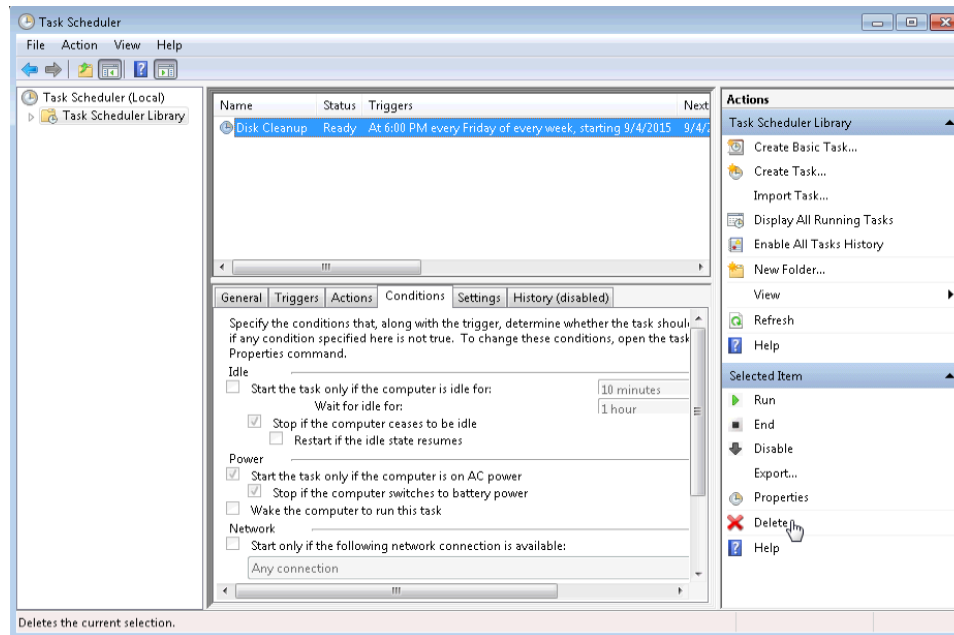 Task Scheduler
File Action View Help
Task Scheduler (Local)
Task Scheduler Library
Name Status Triggers Next
Disk Cleanup Ready At 6:00 PM every Friday of every week, starting 9/4/2015 9/4/
General Triggers Actions Conditions Settings History (disabled)
Specify the conditions that, along with the trigger, determine whether the task shoul
if any condition specified here is not true. To change these conditions, open the task
Properties command.
Idle
Start the task only if the computer is idle for: 10 minutes
Wait for idle for: 1 hour
Stop if the computer ceases to be idle
Restart if the idle state resumes
Power
Start the task only if the computer is on AC power
Stop if the computer switches to battery power
Wake the computer to run this task
Network
Start only if the following network connection is available:
Any connection
Actions
Task Scheduler Library
Create Basic Task...
Create Task...
Import Task...
Display All Running Tasks
Enable All Tasks History
New Folder...
View
Refresh
Help
Selected Item
Run
End
Disable
Export...
Properties
Delete
Help
Deletes the current selection.